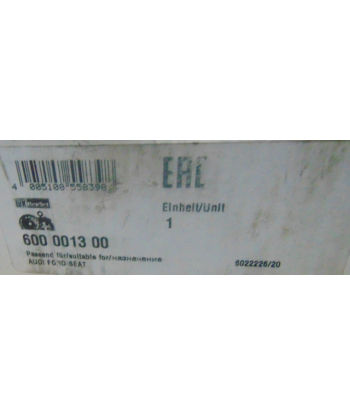 EAC
4 005108 558398
Einheit/Unit
1
600 0013 00
Passend für/suitable for/назначение
AUDI FORD SEAT
6022226/20